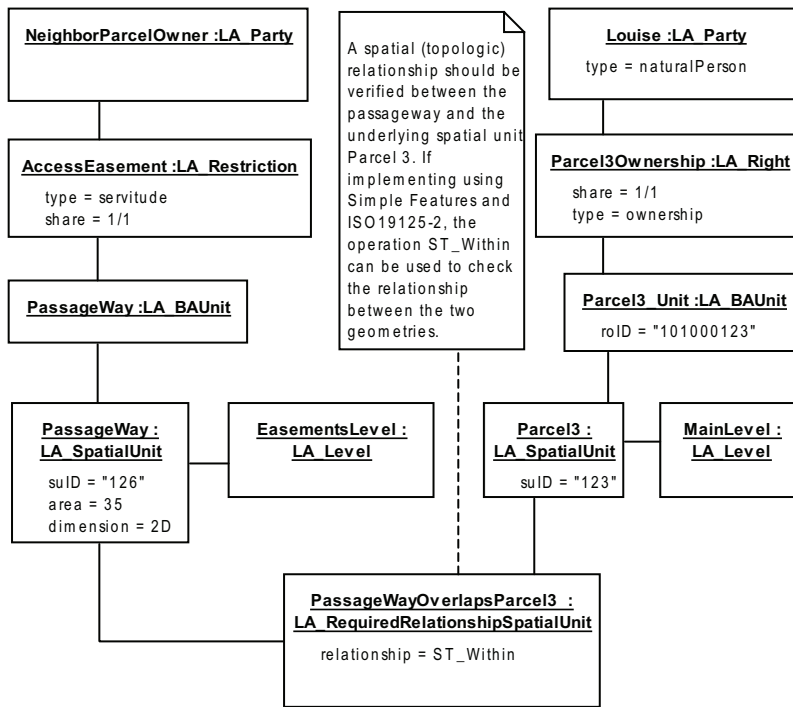 NeighborParcelOwner :LA_Party
AccessEasement :LA_Restriction
type = servitude
share = 1/1
PassageWay :LA_BAUnit
PassageWay :
LA_SpatialUnit
suID = "126"
area = 35
dimension = 2D
EasementsLevel :
LA_Level
A spatial (topologic)
relationship should be
verified between the
passageway and the
underlying spatial unit
Parcel 3. If
implementing using
Simple Features and
ISO19125-2, the
operation ST_Within
can be used to check
the relationship
between the two
geometries.
Louise :LA_Party
type = naturalPerson
Parcel3Ownership :LA_Right
share = 1/1
type = ownership
Parcel3_Unit :LA_BAUnit
roID = "101000123"
Parcel3 :
LA_SpatialUnit
suID = "123"
MainLevel :
LA_Level
PassageWayOverlapsParcel3 :
LA_RequiredRelationshipSpatialUnit
relationship = ST_Within